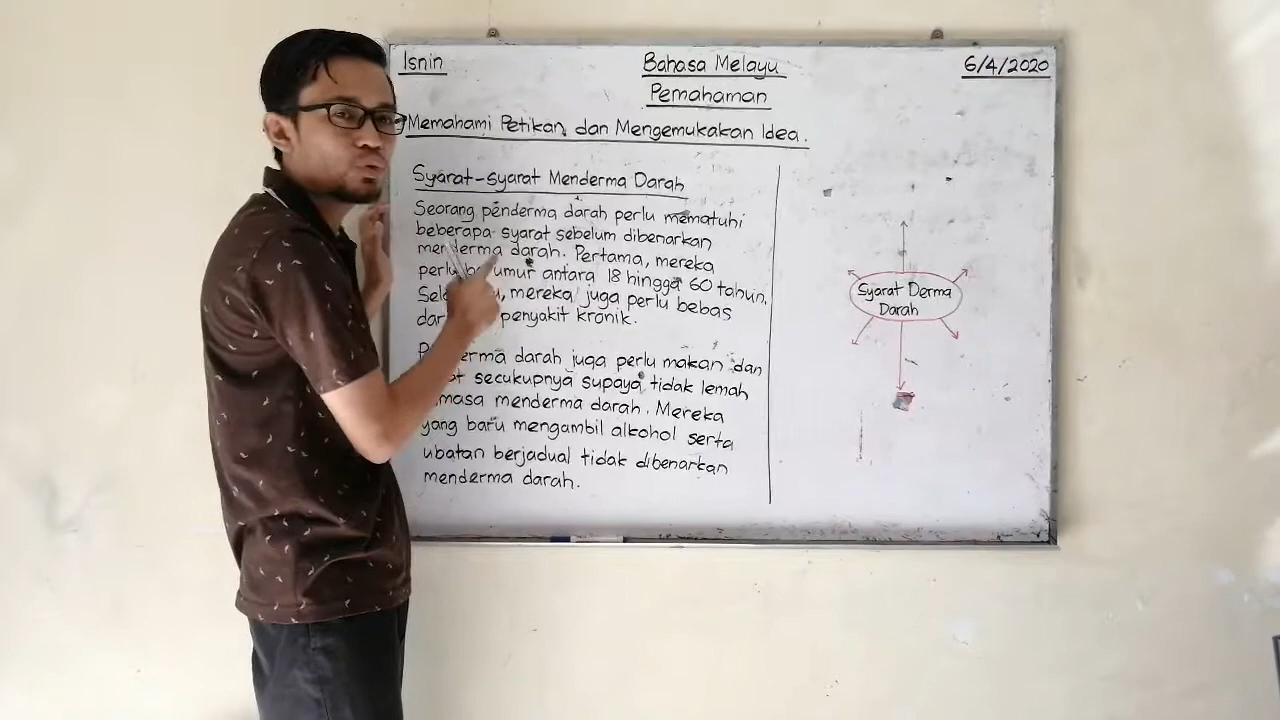 Isnin
Bahasa Melayu
6/4/2020
Pemahaman
Memahami Petikan dan Mengemukakan Idea.
Syarat-syarat Menderma Darah
Seorang penderma darah perlu mematuhi
beberapa syarat sebelum dibenarkan
menderma darah. Pertama, mereka
perlu umur antara 18 hingga 60 tahun.
mereka juga perlu bebas
penyakit kronik.
darah juga perlu makan dan
secukupnya supaya tidak lemah
menderma darah. Mereka
yang baru mengambil alkohol serta
ubatan berjadual tidak dibenarkan
menderma darah.
Syarat Derma
Darah